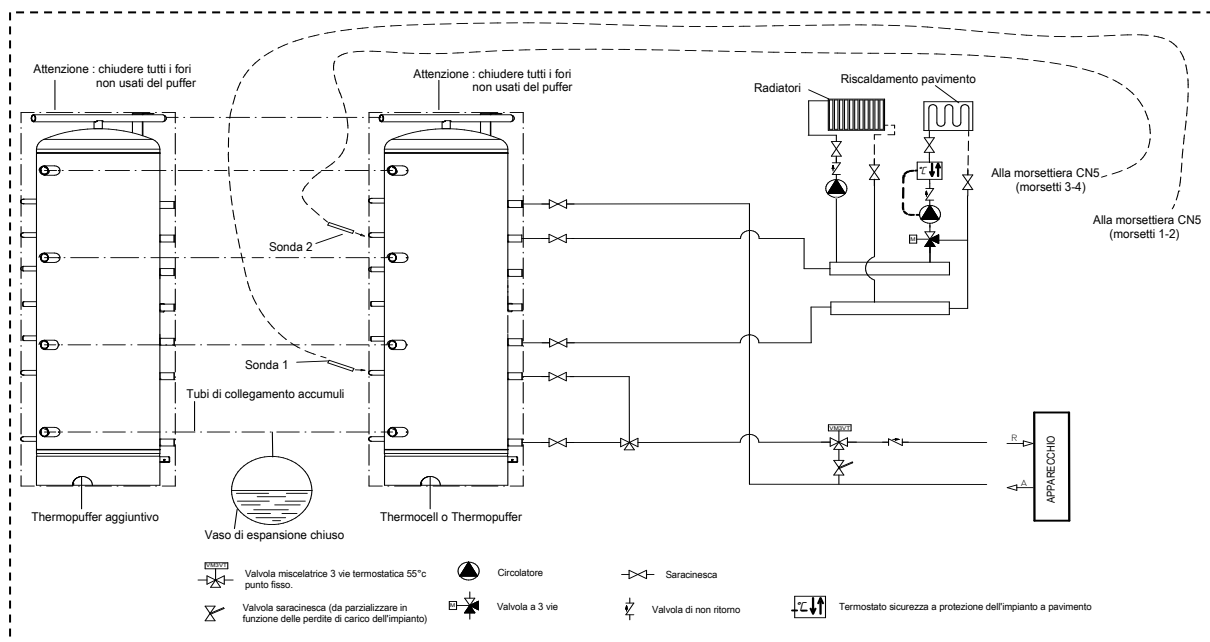 Attenzione : chiudere tutti i fori
non usati del puffer
Attenzione : chiudere tutti i fori
non usati del puffer
Radiatori
Riscaldamento pavimento
°C
Alla morsettiera CN5
(morsetti 3-4)
Alla morsettiera CN5
(morsetti 1-2)
M
Sonda 2
Sonda 1
Tubi di collegamento accumuli
VM3VT
R
A
APPARECCHIO
Thermopuffer aggiuntivo
Vaso di espansione chiuso
Thermocell o Thermopuffer
VM3VT
Valvola miscelatrice 3 vie termostatica 55°c
punto fisso.
Circolatore
Saracinesca
Valvola saracinesca (da parzializzare in
funzione delle perdite di carico dell'impianto)
M
Valvola a 3 vie
Valvola di non ritorno
°C
Termostato sicurezza a protezione dell'impianto a pavimento